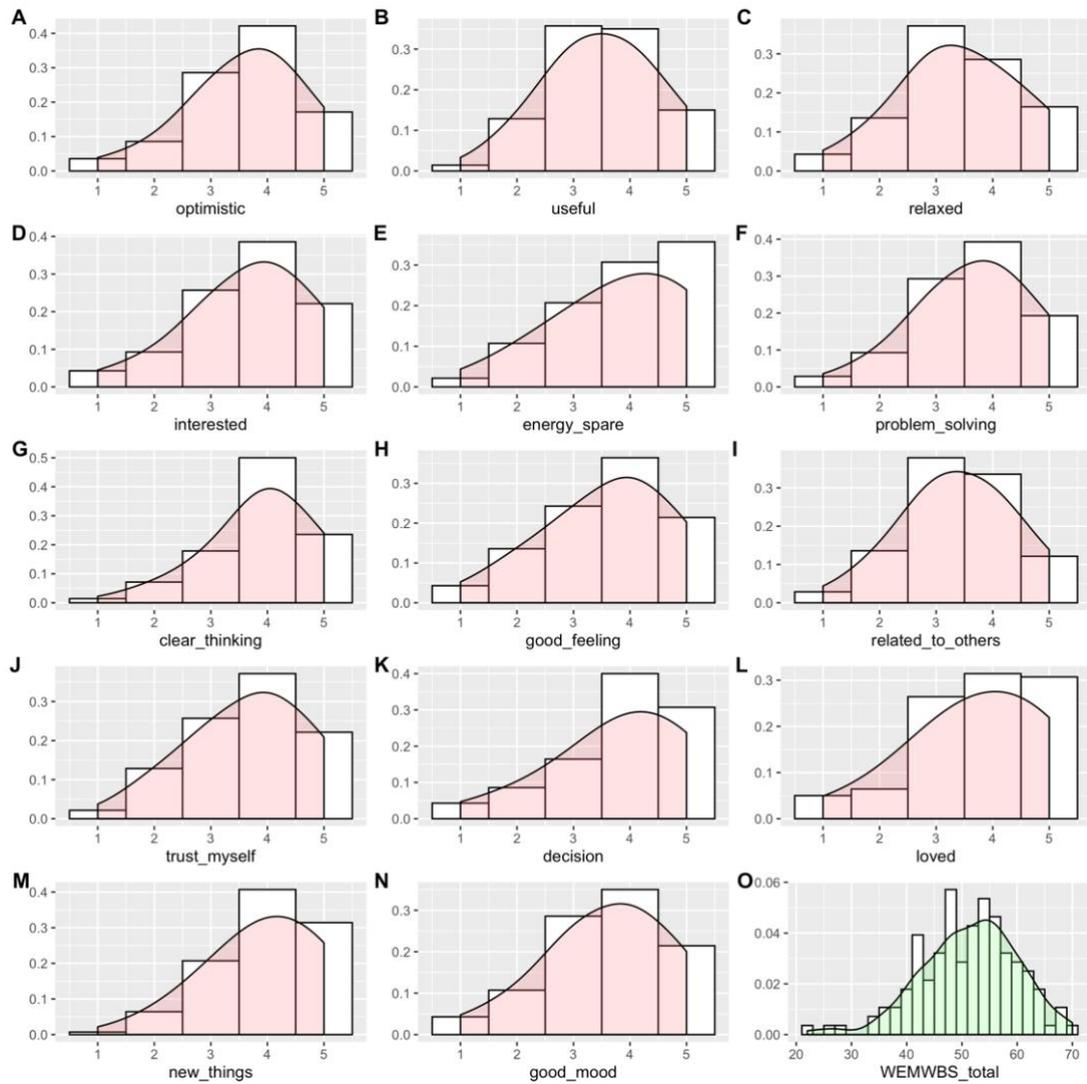 A B C
0.4
0.3 0.3 0.3
0.2 0.2 0.2
0.1 0.1 0.1
0.0 0.0 0.0
1 2 3 4 5 1 2 3 4 5 1 2 3 4 5
optimistic useful relaxed
D E F
0.4 0.4
0.3 0.3 0.3
0.2 0.2 0.2
0.1 0.1 0.1
0.0 0.0 0.0
1 2 3 4 5 1 2 3 4 5 1 2 3 4 5
interested energy_spare problem_solving
G H I
0.5
0.4 0.3 0.3
0.3
0.2 0.2 0.2
0.1 0.1 0.1
0.0 0.0 0.0
1 2 3 4 5 1 2 3 4 5 1 2 3 4 5
clear_thinking good_feeling related_to_others
J K L
0.4
0.3 0.3 0.3
0.2 0.2 0.2
0.1 0.1 0.1
0.0 0.0 0.0
1 2 3 4 5 1 2 3 4 5 1 2 3 4 5
trust_myself decision loved
M N O
0.4 0.06
0.3 0.3 0.04
0.2 0.2
0.1 0.1 0.02
0.0 0.0 0.00
1 2 3 4 5 1 2 3 4 5 20 30 40 50 60 70
new_things good_mood WEMWBS_total